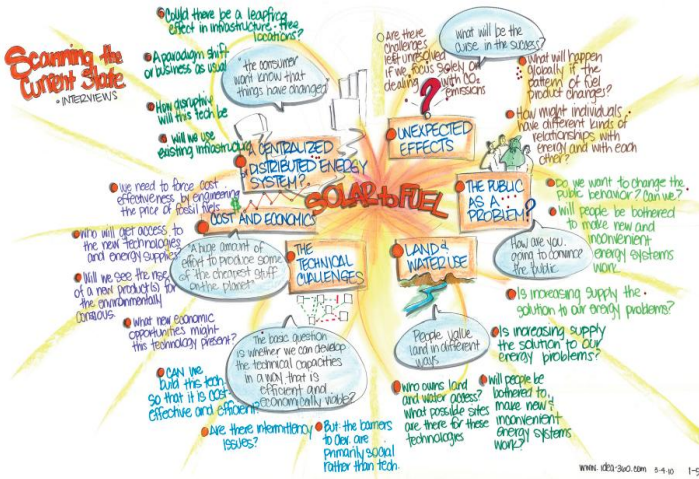 Scanning the
Current State
• INTERVIEWS
Could there be a leapfrog
effect in infrastructure-free
locations?
A paradigm shift
or business as usual
How disruptive
will this tech be
Will we use
existing infrastructure
"the consumer
won't know that
things have changed"
A CENTRALIZED
DISTRIBUTED ENERGY
SYSTEM?
Are there
challenges
left unresolved
if we focus solely on
dealing with CO2
emissions
?
what will be the
curse in the success?
What will happen
globally if the
pattern of fuel
product changes?
How might individuals
have different kinds of
relationships with
energy and with each
other?
UNEXPECTED
EFFECTS
SOLAR to FUEL
THE PUBLIC
AS A
PROBLEM?
Do we want to change the
public behavior? Can we?
Will people be bothered
to make new and
inconvenient
energy systems
work
How are you
going to convince
the public
Is increasing supply the
solution to our energy problems?
we need to force cost
effectiveness by engineering
the price of fossil fuels
COST AND ECONOMICS
who will get access to
the new technologies
and energy supplies
Will we see the rise
of a new product(s) for
the environmentally
conscious
What new economic
opportunities might
this technology present?
"A huge amount of
effort to produce some
of the cheapest stuff
on the planet"
THE
TECHNICAL
CHALLENGES
The basic question
is whether we can develop
the technical capacities
in a way that is
efficient and
economically viable?
CAN we
build this tech
so that it is cost-
effective and efficient?
Are there intermittency
issues?
But the barriers
to dev. are
primarily social
rather than tech.
LAND &
WATER USE
People value
land in different
ways
Is increasing supply
the solution to our
energy problems?
who owns land
and water access?
What possible sites
are there for these
technologies
Will people be
bothered to
make new &
inconvenient
energy systems
work?
www.idea-360.com 3-9-10 1-5